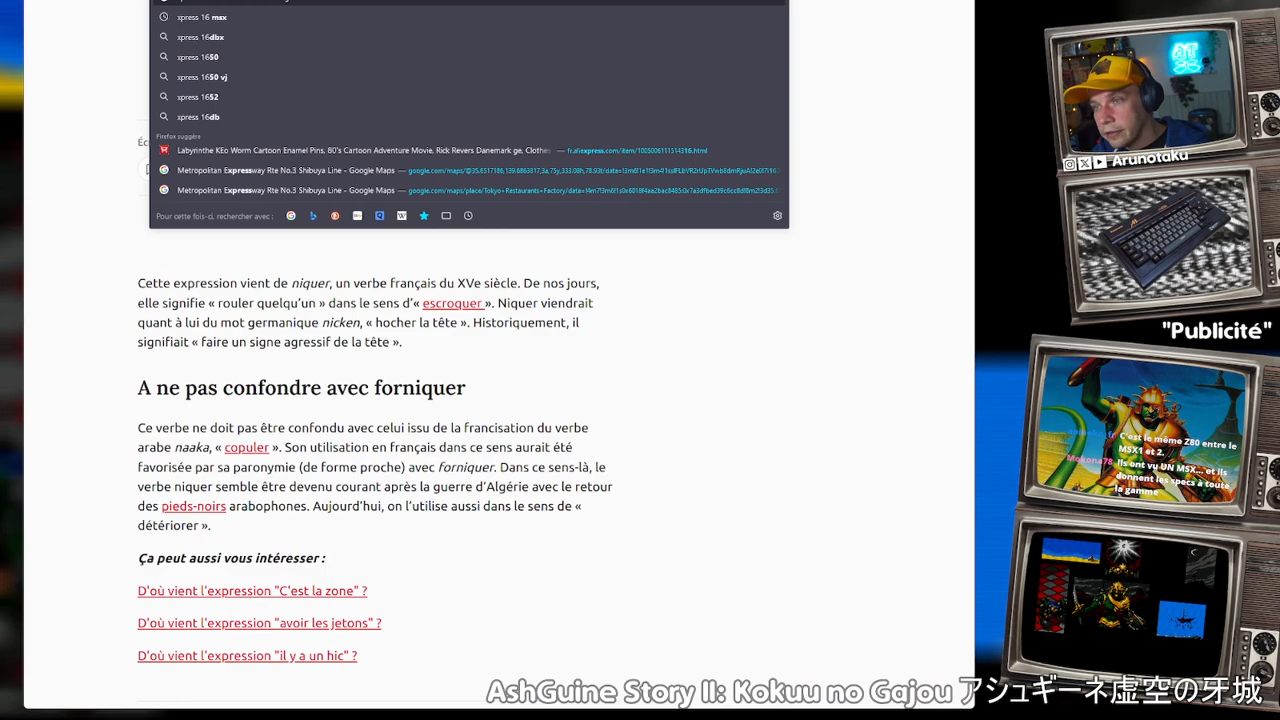 xpress 16 msx
xpress 16dbx
xpress 1650
xpress 1650 vj
xpress 1652
xpress 16db
Firefox suggère
Labyrinthe KEo Worm Cartoon Enamel Pins, 80's Cartoon Adventure Movie, Rick Revers Danemark ge. Clothes — fr.aliexpress.com/item/1005006111514316.html
Metropolitan Expressway Rte No.3 Shibuya Line - Google Maps —
Metropolitan Expressway Rte No.3 Shibuya Line - Google Maps —
Pour cette fois-ci, rechercher avec :
Éc
Cette expression vient de niquer, un verbe français du XVe siècle. De nos jours,
elle signifie « rouler quelqu’un » dans le sens d’« escroquer ». Niquer viendrait
quant à lui du mot germanique nicken, « hocher la tête ». Historiquement, il
signifiait « faire un signe agressif de la tête ».
A ne pas confondre avec forniquer
Ce verbe ne doit pas être confondu avec celui issu de la francisation du verbe
arabe naaka, « copuler ». Son utilisation en français dans ce sens aurait été
favorisée par sa paronymie (de forme proche) avec forniquer. Dans ce sens-là, le
verbe niquer semble être devenu courant après la guerre d’Algérie avec le retour
des pieds-noirs arabophones. Aujourd’hui, on l’utilise aussi dans le sens de «
détériorer ».
Ça peut aussi vous intéresser :
D'où vient l'expression "C'est la zone" ?
D'où vient l'expression "avoir les jetons" ?
D'où vient l'expression "il y a un hic" ?
Arunotaku
"Publicité"
C'est le même Z80 entre le
MSX1 et 2.
Mokona78 Ils ont vu UN MSX... et ils
donnent les specs à toute
la gamme
AshGuine Story II: Kokuu no Gajou アシュギーネ虚空の牙城